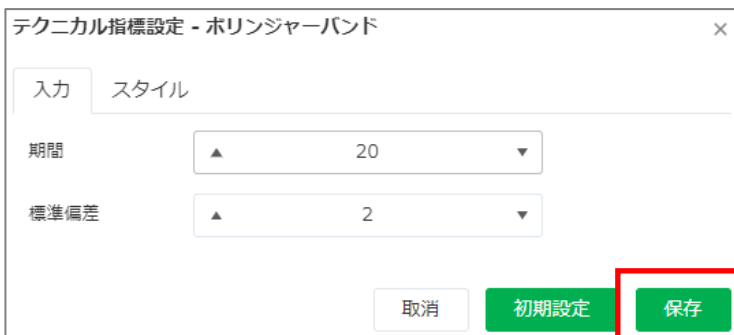 テクニカル指標設定 - ボリンジャーバンド ×
入力 スタイル
期間 ▲ 20 ▼
標準偏差 ▲ 2 ▼
取消 初期設定 保存